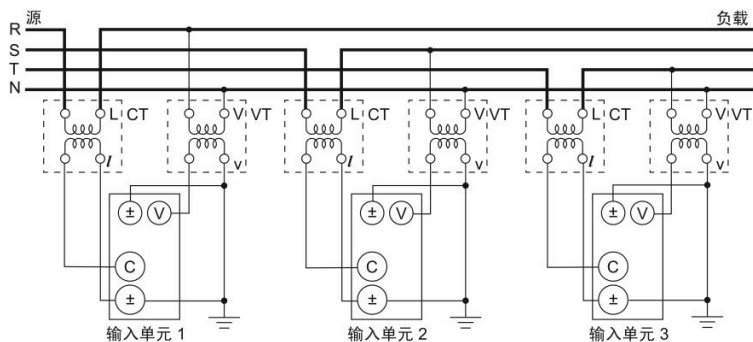 源 负载
R
S
T
N
L CT V VT L CT V VT L CT V VT
l v l v l v
± V ± V ± V
C C C
± ± ±
输入单元 1 输入单元 2 输入单元 3